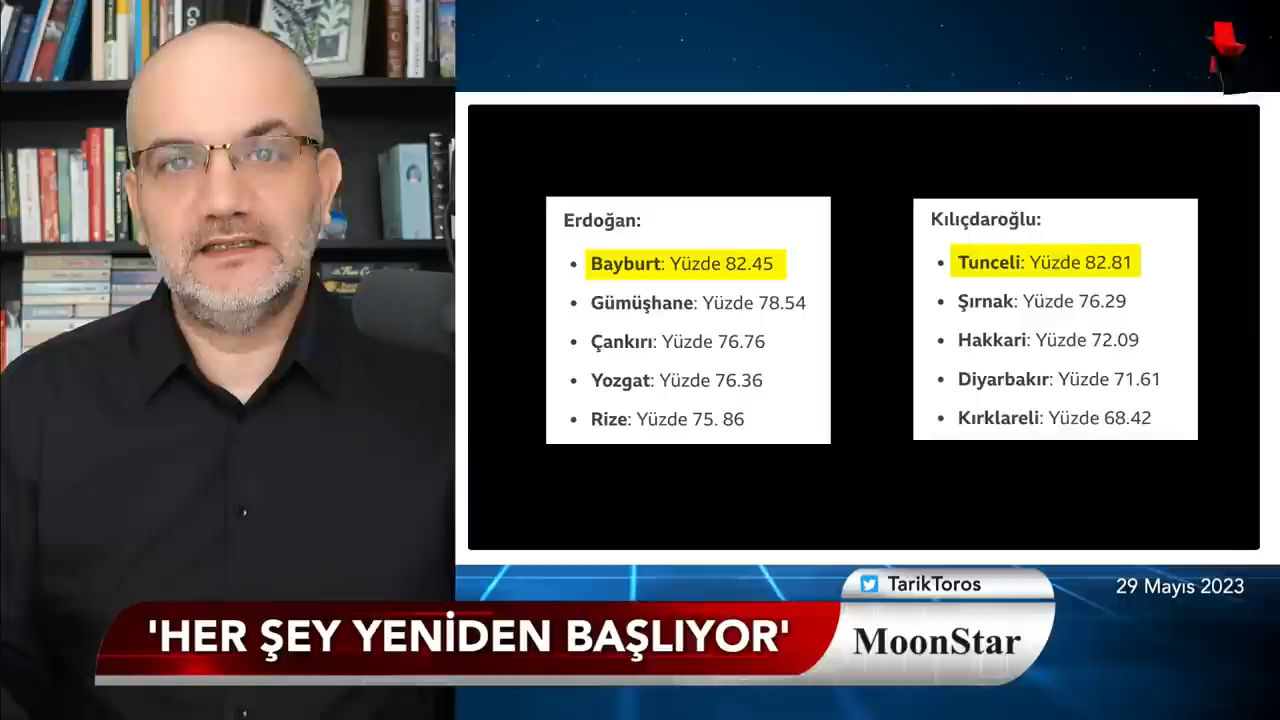 Erdoğan:
• Bayburt: Yüzde 82.45
• Gümüşhane: Yüzde 78.54
• Çankırı: Yüzde 76.76
• Yozgat: Yüzde 76.36
• Rize: Yüzde 75. 86
Kılıçdaroğlu:
• Tunceli: Yüzde 82.81
• Şırnak: Yüzde 76.29
• Hakkari: Yüzde 72.09
• Diyarbakır: Yüzde 71.61
• Kırklareli: Yüzde 68.42
TarikToros
29 Mayıs 2023
'HER ŞEY YENİDEN BAŞLIYOR'
MoonStar